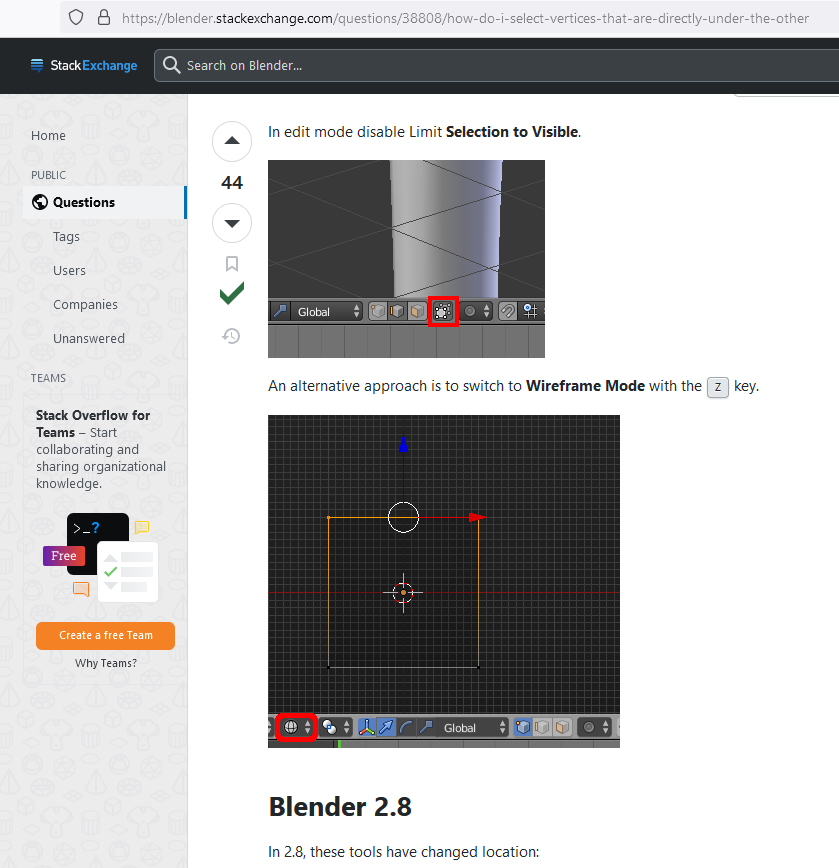 https://blender.stackexchange.com/questions/38808/how-do-i-select-vertices-that-are-directly-under-the-other
StackExchange
Search on Blender...
Home
PUBLIC
Questions
Tags
Users
Companies
Unanswered
TEAMS
Stack Overflow for
Teams – Start
collaborating and
sharing organizational
knowledge.
>_?
Free
Create a free Team
Why Teams?
44
In edit mode disable Limit Selection to Visible.
Global
An alternative approach is to switch to Wireframe Mode with the Z key.
Global
Blender 2.8
In 2.8, these tools have changed location: